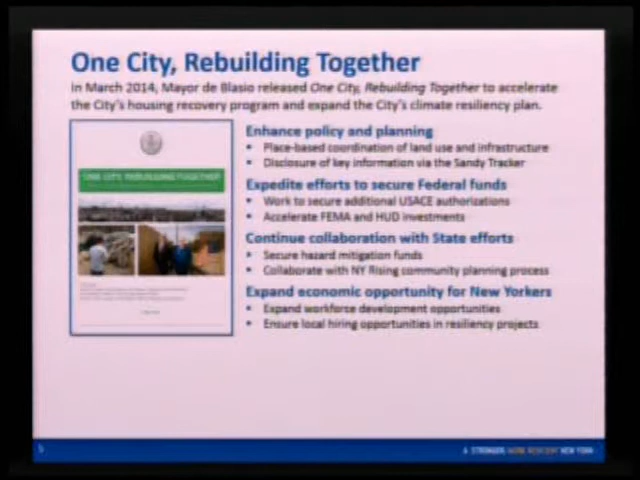 One City, Rebuilding Together
In March 2014, Mayor de Blasio released One City, Rebuilding Together to accelerate
the City's housing recovery program and expand the City's climate resiliency plan.
ONE CITY, REBUILDING TOGETHER
Enhance policy and planning
• Place-based coordination of land use and infrastructure
• Disclosure of key information via the Sandy Tracker
Expedite efforts to secure Federal funds
• Work to secure additional USACE authorizations
• Accelerate FEMA and HUD investments
Continue collaboration with State efforts
• Secure hazard mitigation funds
• Collaborate with NY Rising community planning process
Expand economic opportunity for New Yorkers
• Expand workforce development opportunities
• Ensure local hiring opportunities in resiliency projects
5
A STRONGER, MORE RESILIENT NEW YORK